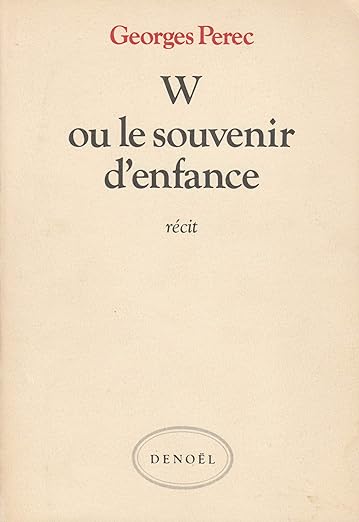 Georges Perec
W
ou le souvenir
d'enfance
récit
DENOËL